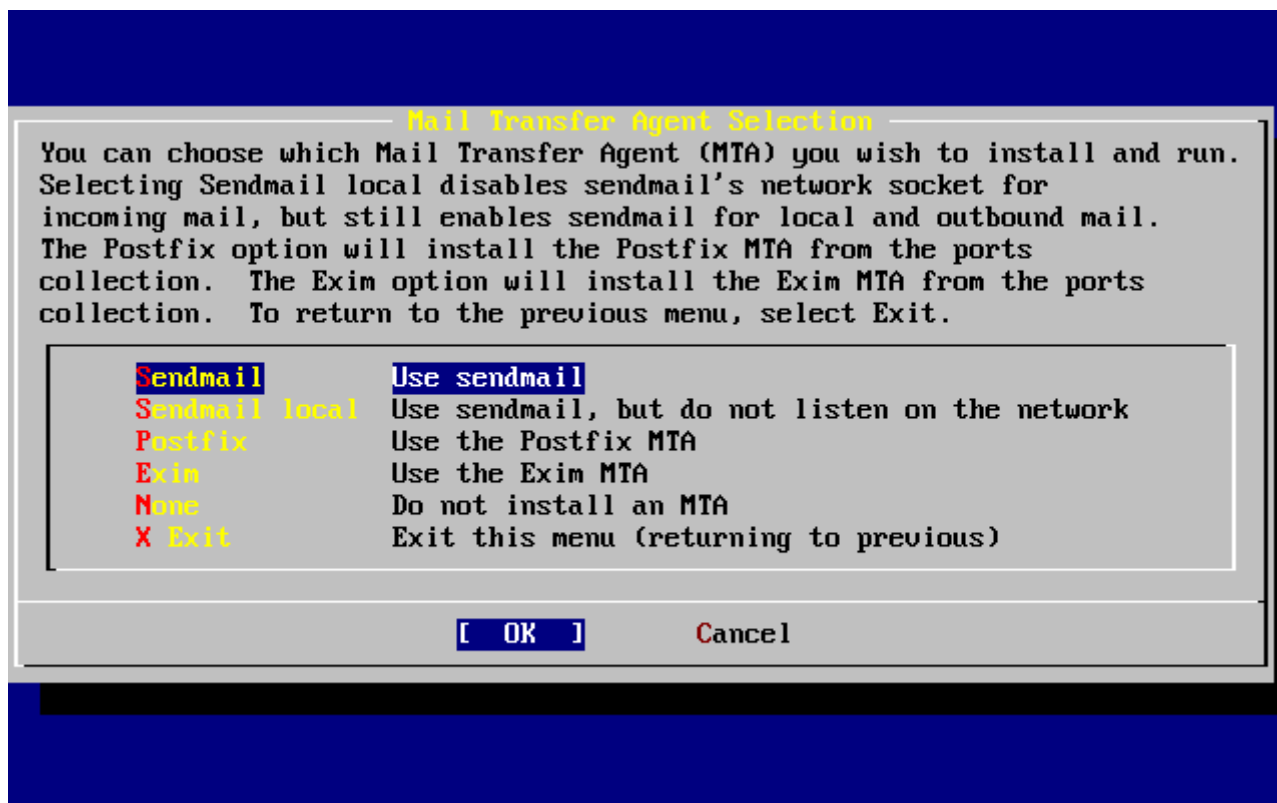 Mail Transfer Agent Selection
You can choose which Mail Transfer Agent (MTA) you wish to install and run.
Selecting Sendmail local disables sendmail's network socket for
incoming mail, but still enables sendmail for local and outbound mail.
The Postfix option will install the Postfix MTA from the ports
collection.  The Exim option will install the Exim MTA from the ports
collection.  To return to the previous menu, select Exit.
Sendmail Use sendmail
Sendmail local Use sendmail, but do not listen on the network
Postfix Use the Postfix MTA
Exim Use the Exim MTA
None Do not install an MTA
X Exit Exit this menu (returning to previous)
[  OK  ] Cancel